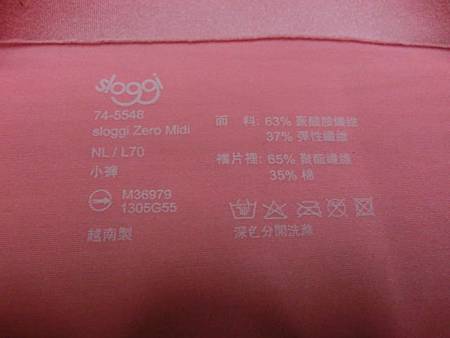 sloggi
74-5548
sloggi Zero Midi
NL / L70
小褲
M36979
1305G55
越南製
面 料: 63% 聚醯胺纖維
37% 彈性纖維
襠片裡: 65% 聚酯纖維
35% 棉
深色分開洗滌